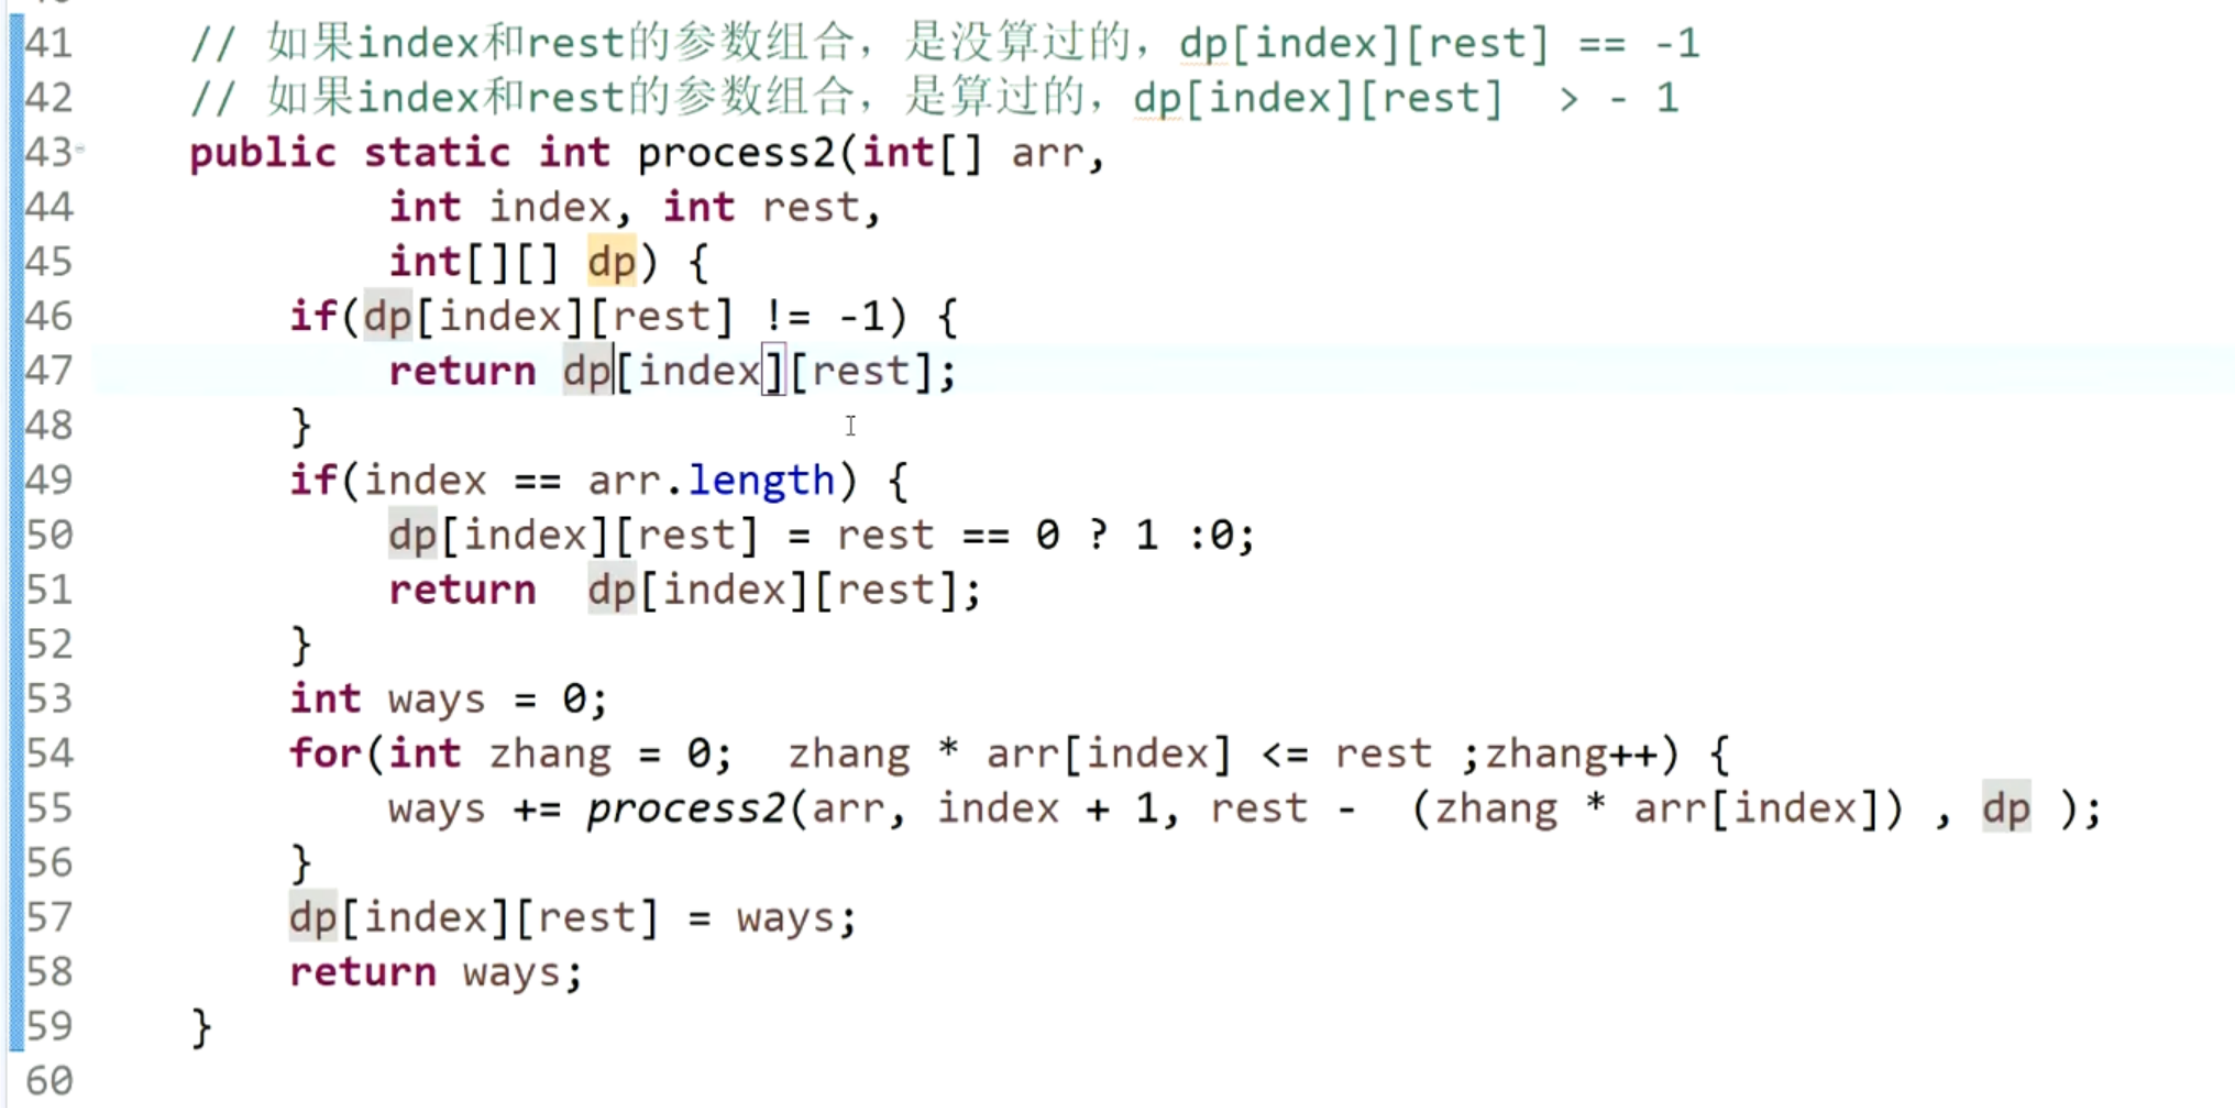 41 // 如果index和rest的参数组合，是没算过的，dp[index][rest] == -1
42 // 如果index和rest的参数组合，是算过的，dp[index][rest]  > - 1
43 public static int process2(int[] arr,
44 int index, int rest,
45 int[][] dp) {
46 if(dp[index][rest] != -1) {
47 return dp[index][rest];
48 }
49 if(index == arr.length) {
50 dp[index][rest] = rest == 0 ? 1 :0;
51 return  dp[index][rest];
52 }
53 int ways = 0;
54 for(int zhang = 0;  zhang * arr[index] <= rest ;zhang++) {
55 ways += process2(arr, index + 1, rest -  (zhang * arr[index]) , dp );
56 }
57 dp[index][rest] = ways;
58 return ways;
59 }
60